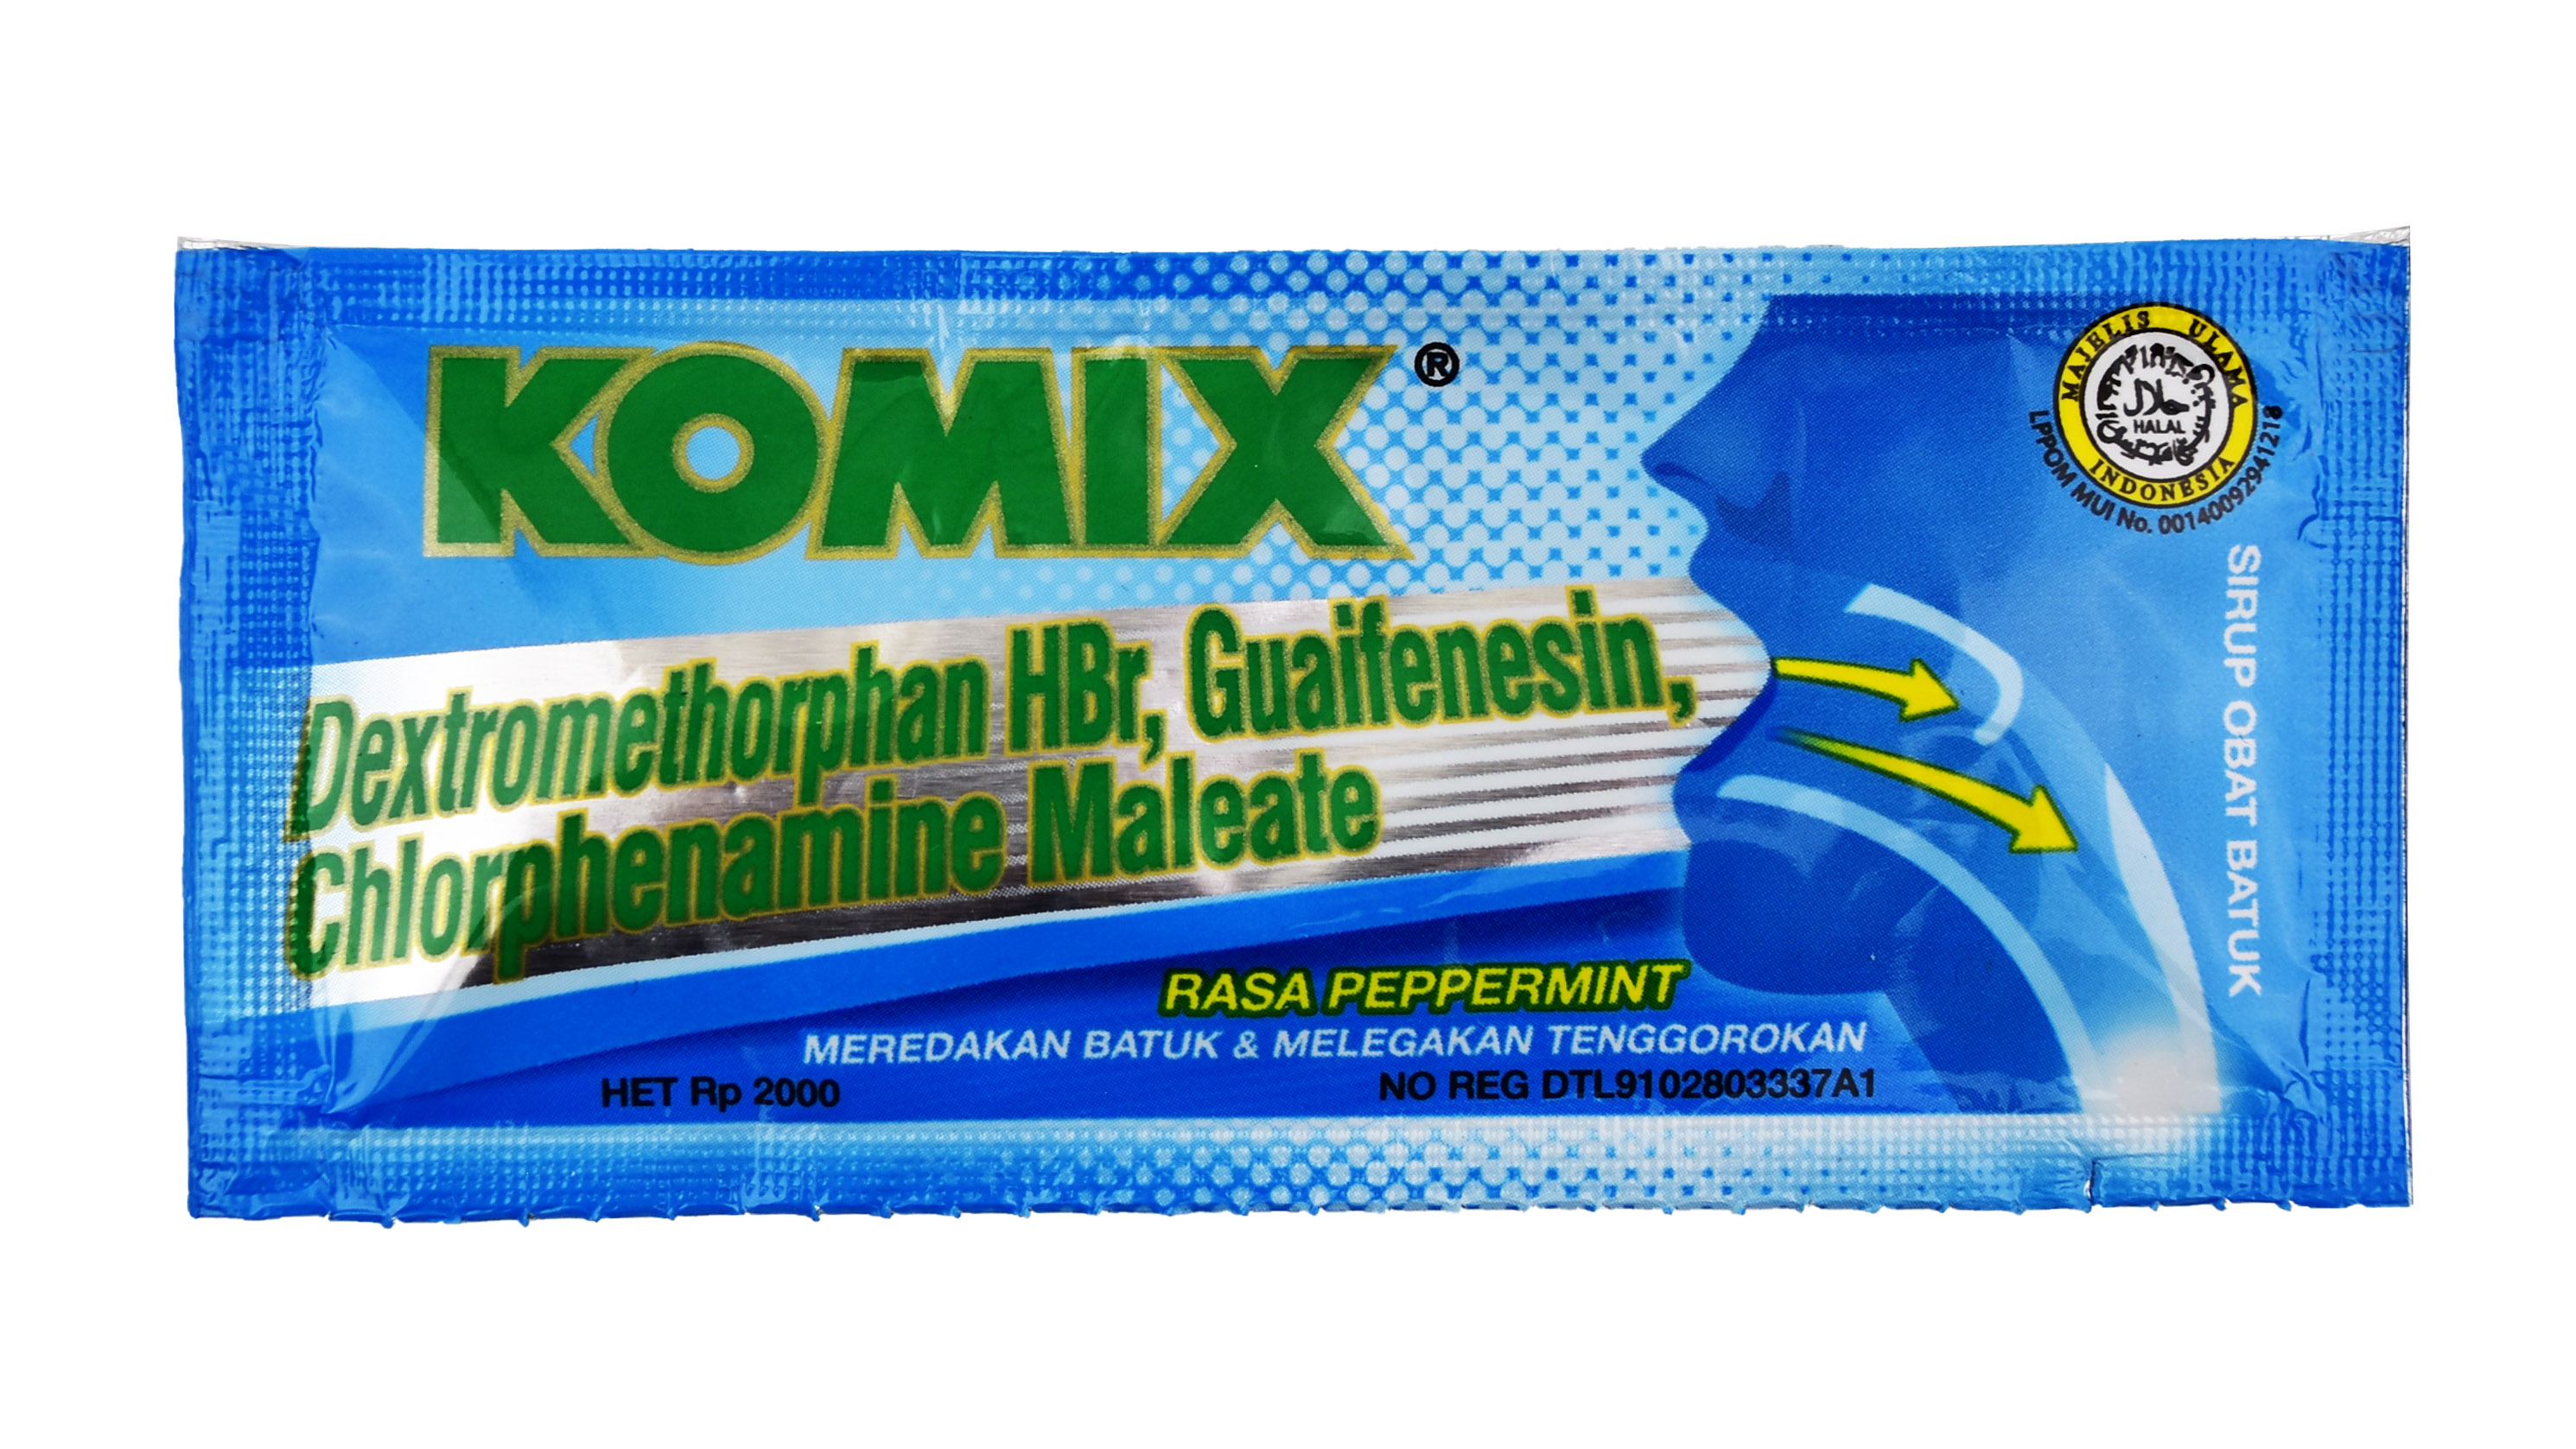 KOMIX®
Dextromethorphan HBr, Guaifenesin,
Chlorphenamine Maleate
RASA PEPPERMINT
MEREDAKAN BATUK & MELEGAKAN TENGGOROKAN
HET Rp 2000
NO REG DTL9102803337A1
MAJELIS ULAMA
حلال
HALAL
INDONESIA
LPPOM MUI No. 00140092941218
SIRUP OBAT BATUK